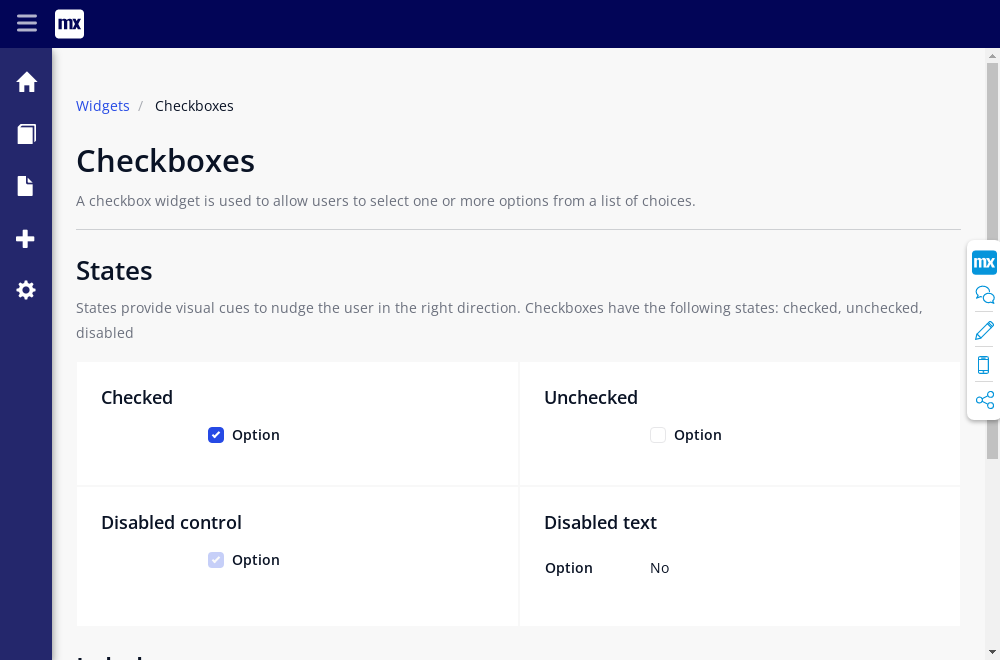 mx
Widgets / Checkboxes
Checkboxes
A checkbox widget is used to allow users to select one or more options from a list of choices.
States
States provide visual cues to nudge the user in the right direction. Checkboxes have the following states: checked, unchecked,
disabled
mx
Checked
Option
Unchecked
Option
Disabled control
Option
Disabled text
Option No